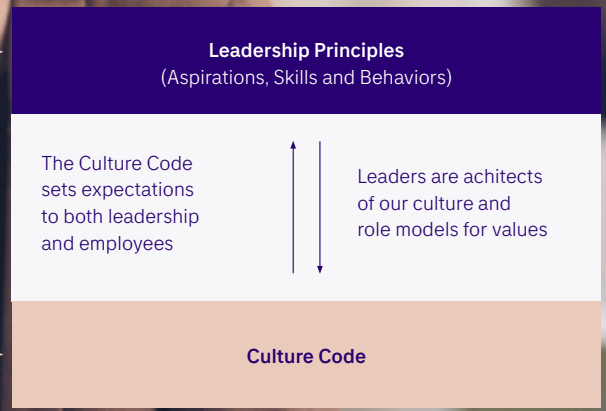 Leadership Principles
(Aspirations, Skills and Behaviors)
The Culture Code
sets expectations
to both leadership
and employees
Leaders are achitects
of our culture and
role models for values
Culture Code